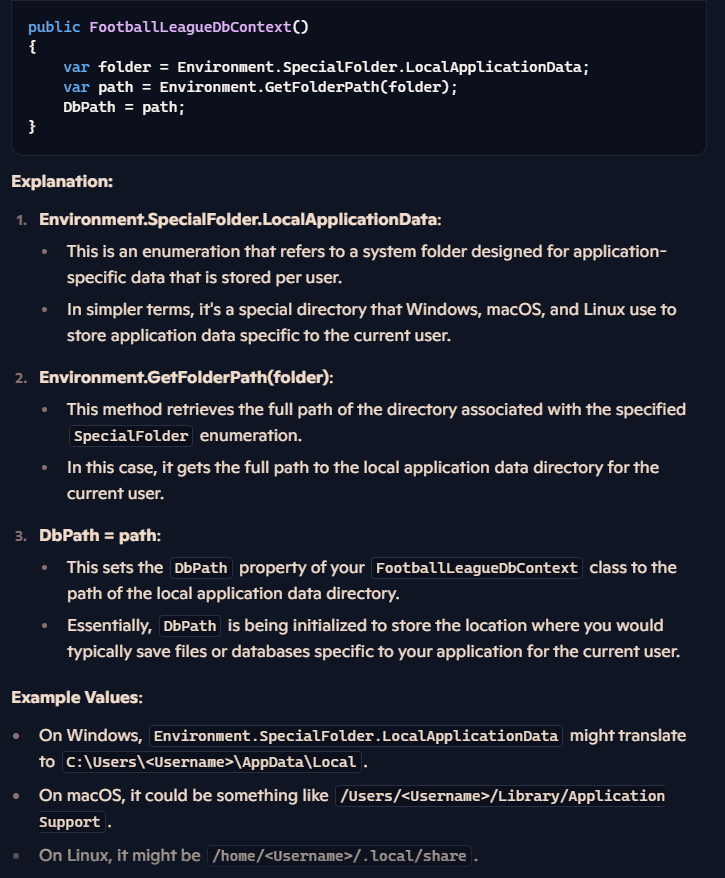 public FootballLeagueDbContext()
{
    var folder = Environment.SpecialFolder.LocalApplicationData;
    var path = Environment.GetFolderPath(folder);
    DbPath = path;
}
Explanation:
1. Environment.SpecialFolder.LocalApplicationData:
• This is an enumeration that refers to a system folder designed for application-
specific data that is stored per user.
• In simpler terms, it's a special directory that Windows, macOS, and Linux use to
store application data specific to the current user.
2. Environment.GetFolderPath(folder):
• This method retrieves the full path of the directory associated with the specified
SpecialFolder enumeration.
• In this case, it gets the full path to the local application data directory for the
current user.
3. DbPath = path:
• This sets the DbPath property of your FootballLeagueDbContext class to the
path of the local application data directory.
• Essentially, DbPath is being initialized to store the location where you would
typically save files or databases specific to your application for the current user.
Example Values:
• On Windows, Environment.SpecialFolder.LocalApplicationData might translate
to C:\Users\<Username>\AppData\Local.
• On macOS, it could be something like /Users/<Username>/Library/Application
Support.
• On Linux, it might be /home/<Username>/.local/share.